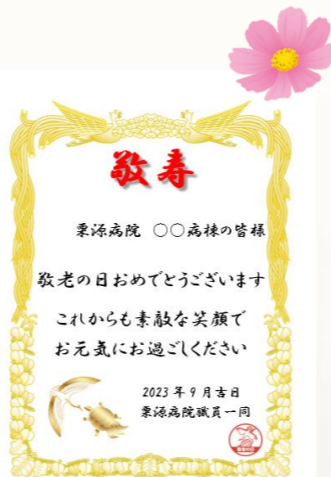 敬寿
栗源病院 ○○病棟の皆様
敬老の日おめでとうございます
これからも素敵な笑顔で
お元気にお過ごしください
2023年9月吉日
栗源病院職員一同